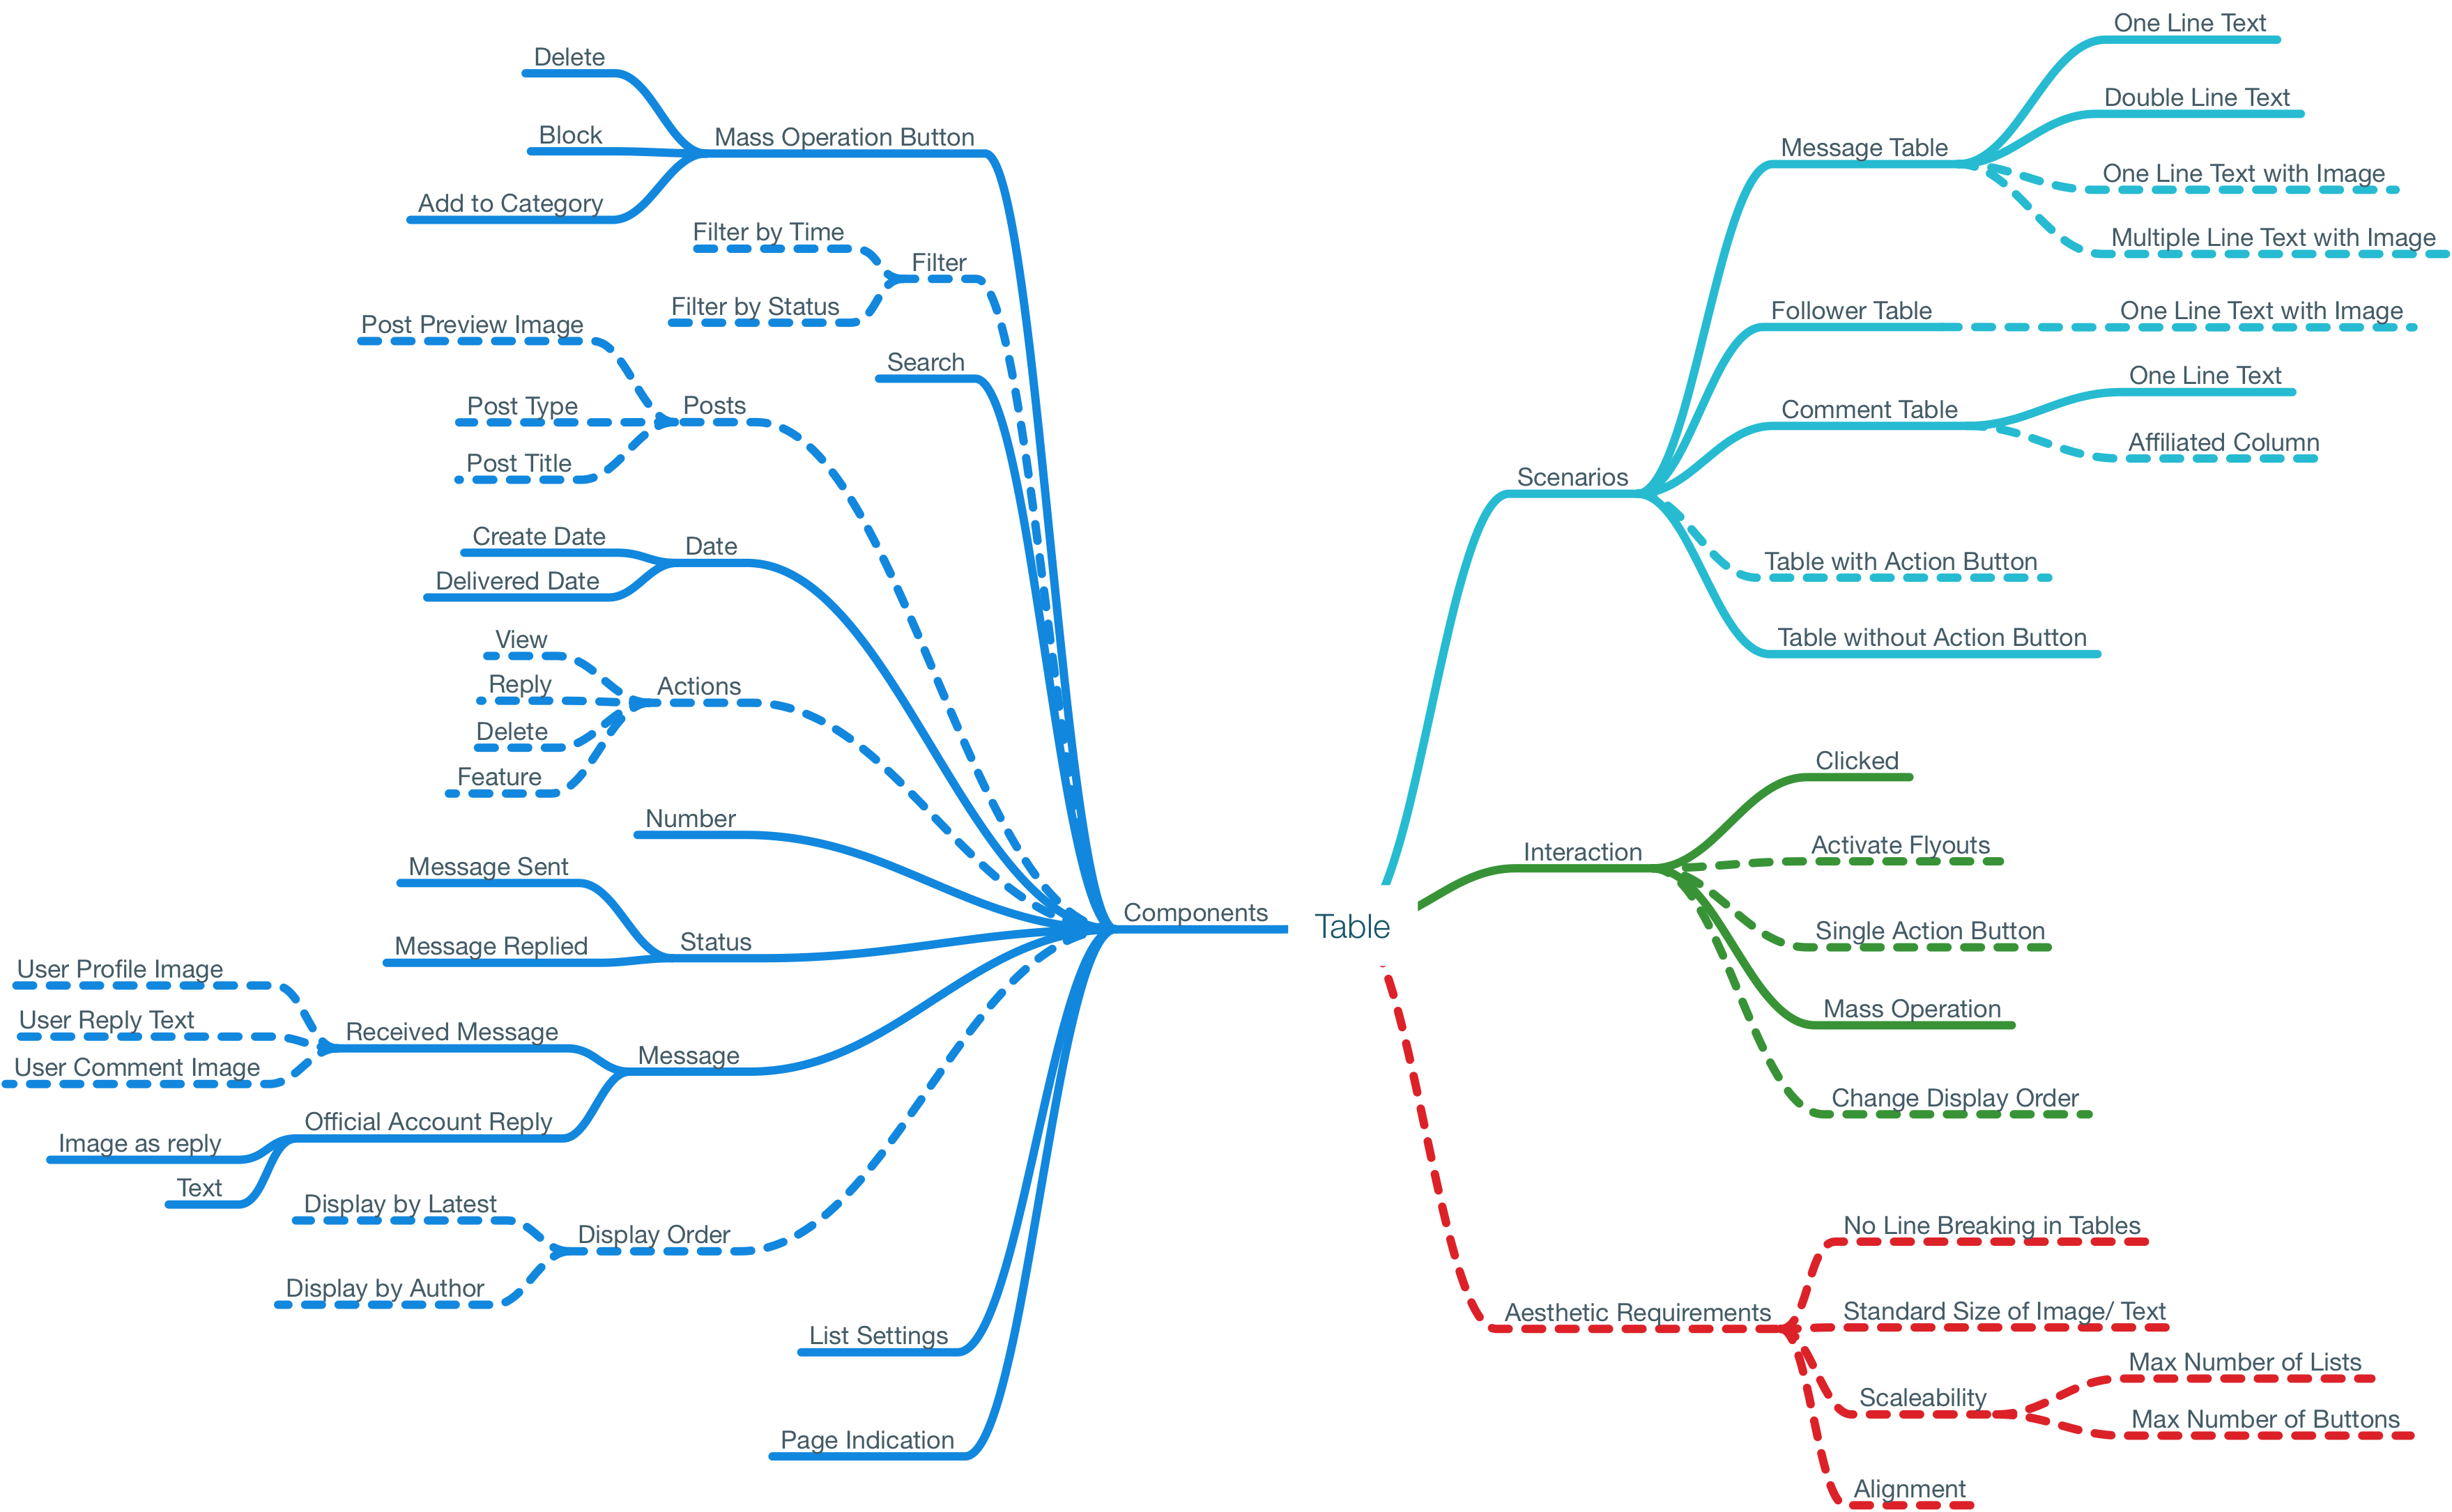 Table
Components
Mass Operation Button
Delete
Block
Add to Category
Filter
Filter by Time
Filter by Status
Search
Posts
Post Preview Image
Post Type
Post Title
Date
Create Date
Delivered Date
Actions
View
Reply
Delete
Feature
Number
Status
Message Sent
Message Replied
Message
Received Message
User Profile Image
User Reply Text
User Comment Image
Official Account Reply
Image as reply
Text
Display Order
Display by Latest
Display by Author
List Settings
Page Indication
Scenarios
Message Table
One Line Text
Double Line Text
One Line Text with Image
Multiple Line Text with Image
Follower Table
One Line Text with Image
Comment Table
One Line Text
Affiliated Column
Table with Action Button
Table without Action Button
Interaction
Clicked
Activate Flyouts
Single Action Button
Mass Operation
Change Display Order
Aesthetic Requirements
No Line Breaking in Tables
Standard Size of Image/ Text
Scaleability
Max Number of Lists
Max Number of Buttons
Alignment